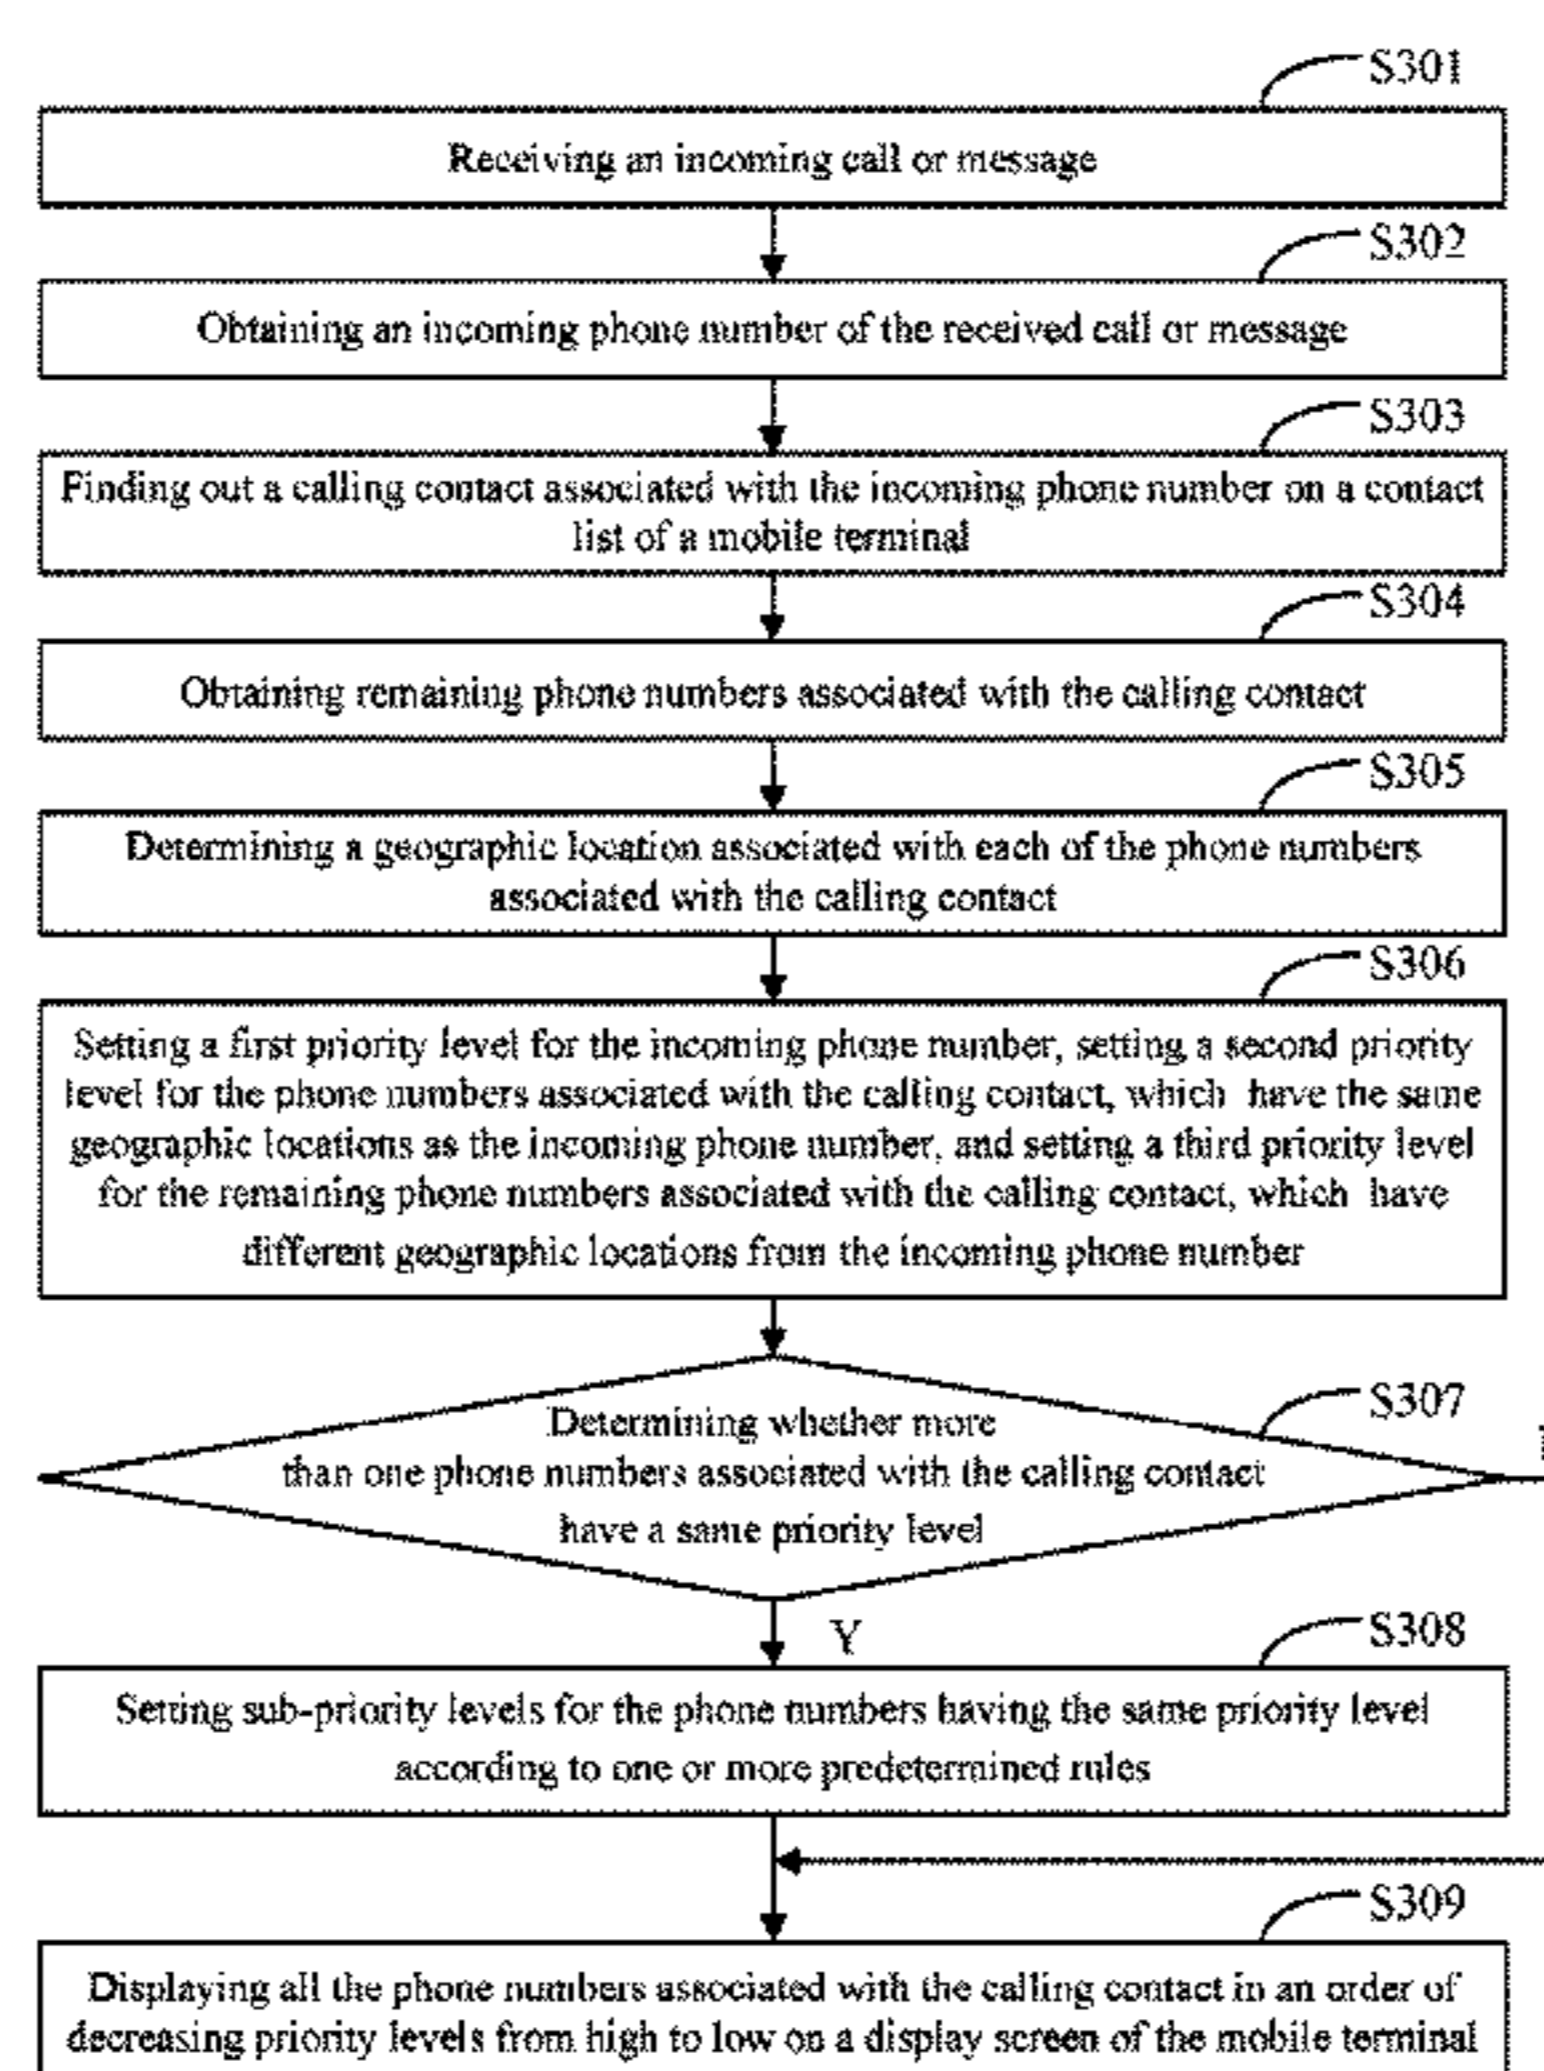 S301
Receiving an incoming call or message
S302
Obtaining an incoming phone number of the received call or message
S303
Finding out a calling contact associated with the incoming phone number on a contact
list of a mobile terminal
S304
Obtaining remaining phone numbers associated with the calling contact
S305
Determining a geographic location associated with each of the phone numbers
associated with the calling contact
S306
Setting a first priority level for the incoming phone number, setting a second priority
level for the phone numbers associated with the calling contact, which have the same
geographic locations as the incoming phone number, and setting a third priority level
for the remaining phone numbers associated with the calling contact, which have
different geographic locations from the incoming phone number
S307
Determining whether more
than one phone numbers associated with the calling contact
have a same priority level
Y
S308
Setting sub-priority levels for the phone numbers having the same priority level
according to one or more predetermined rules
S309
Displaying all the phone numbers associated with the calling contact in an order of
decreasing priority levels from high to low on a display screen of the mobile terminal